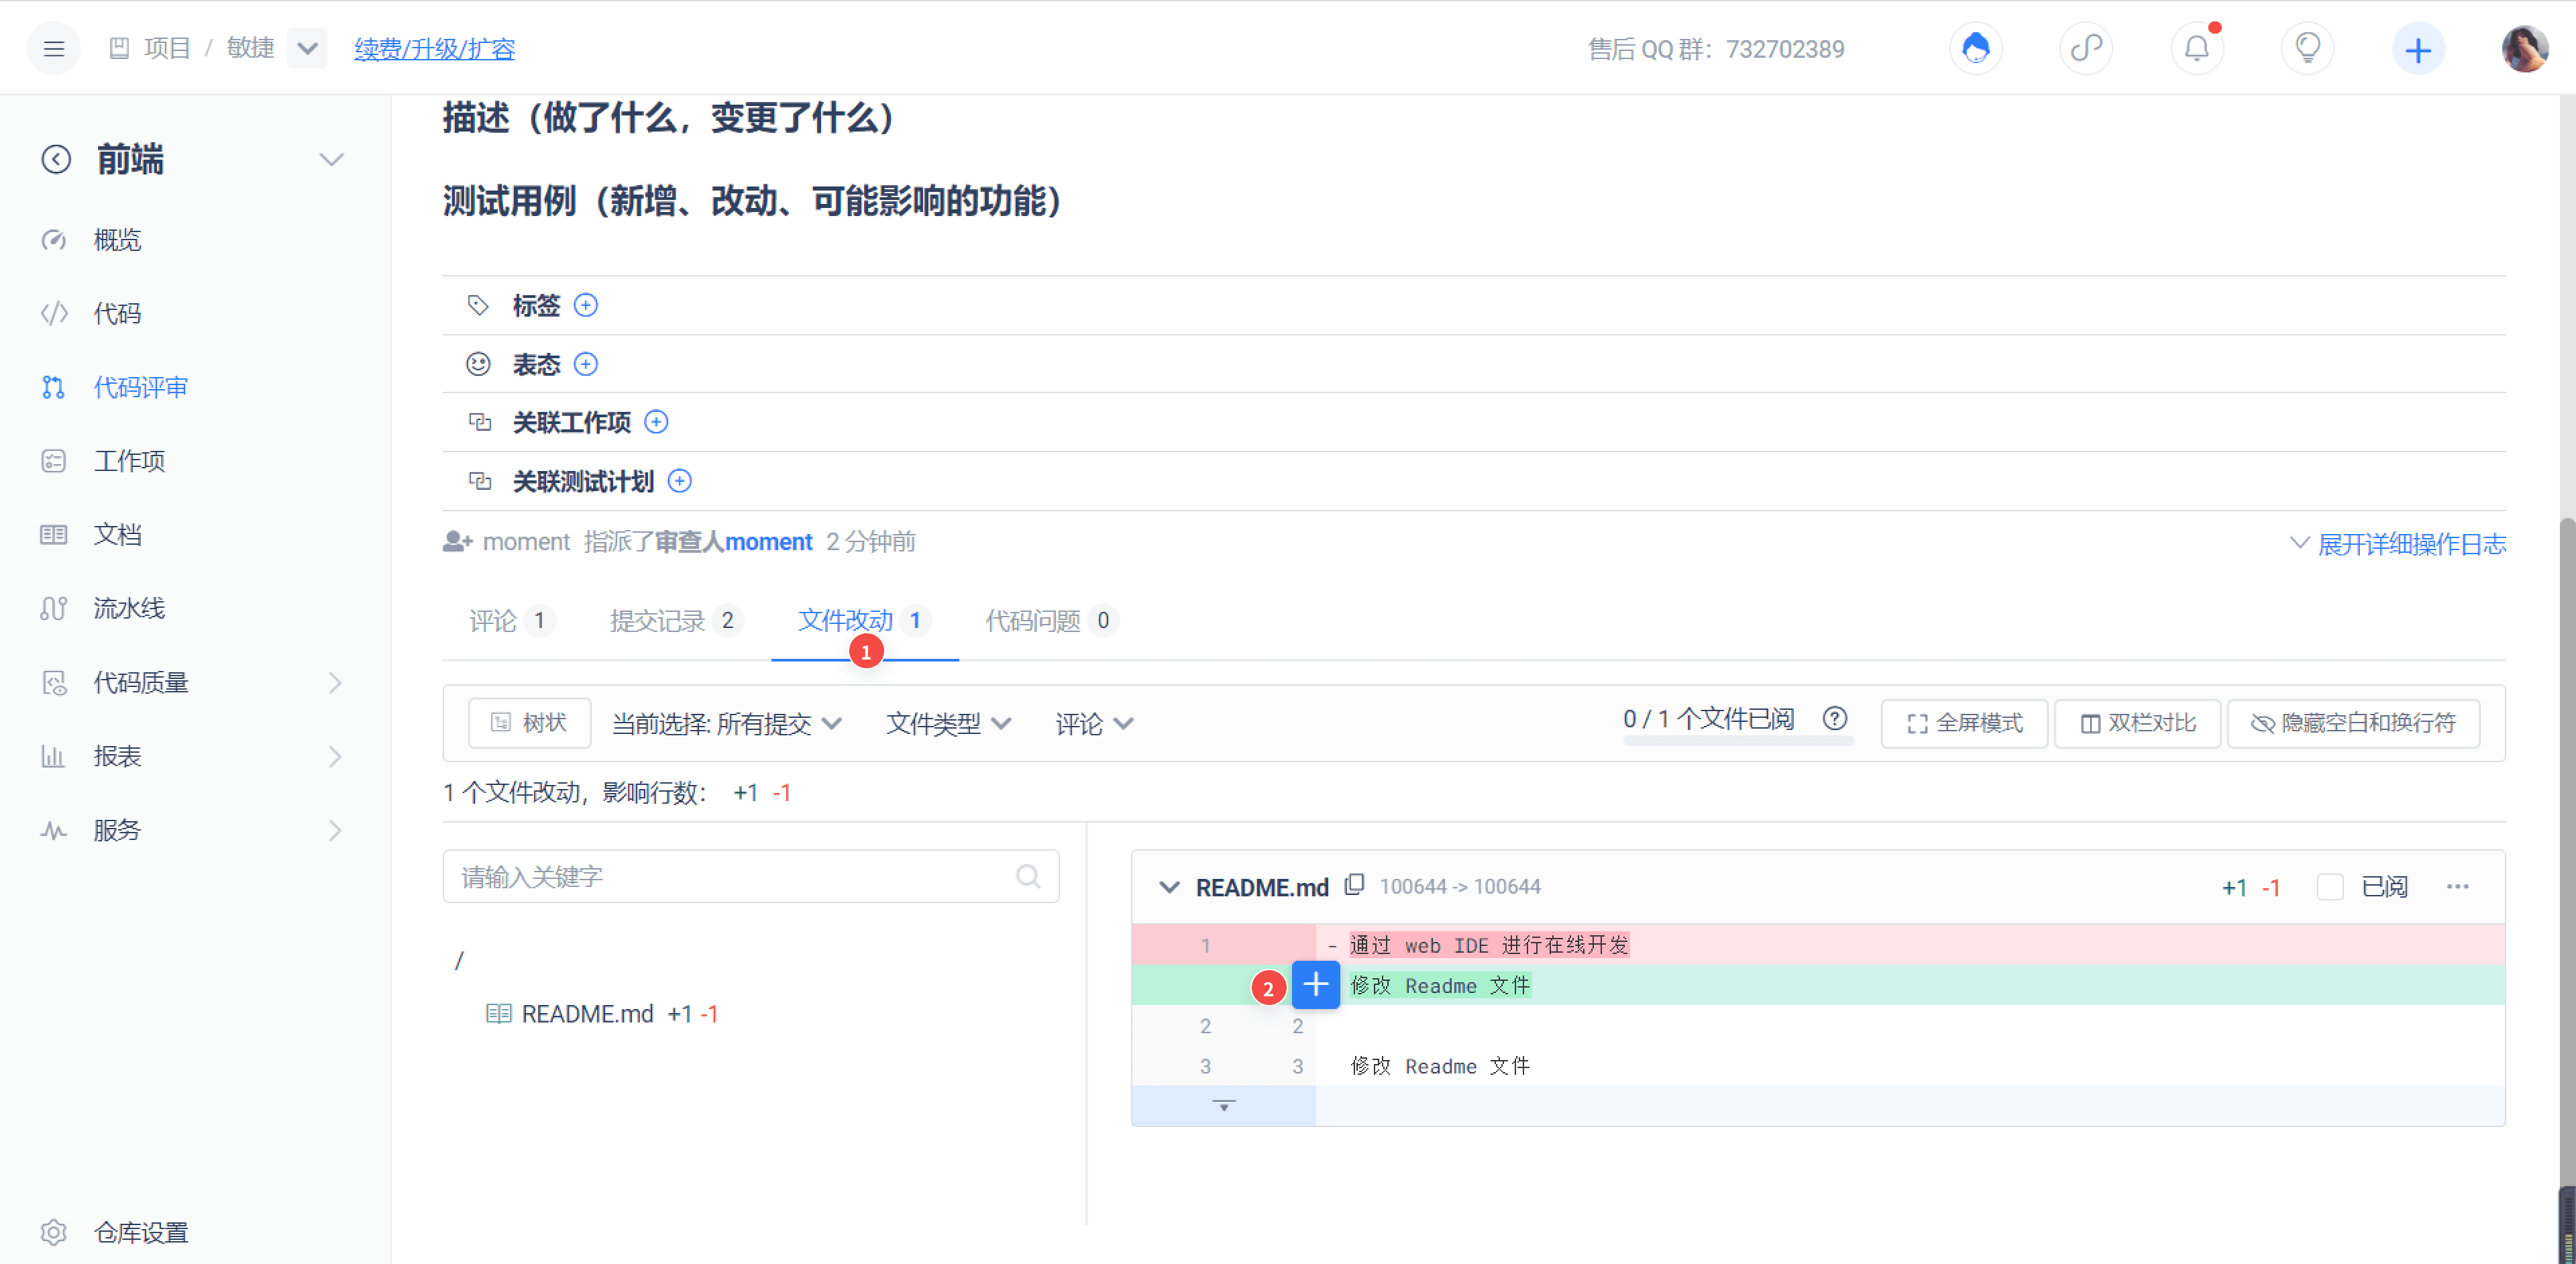 项目 / 敏捷 续费/升级/扩容 售后 QQ 群：732702389
前端
概览
代码
代码评审
工作项
文档
流水线
代码质量
报表
服务
仓库设置
描述（做了什么，变更了什么）
测试用例（新增、改动、可能影响的功能）
标签
表态
关联工作项
关联测试计划
moment 指派了审查人moment 2 分钟前 展开详细操作日志
评论 1 提交记录 2 文件改动 1 代码问题 0
1
树状 当前选择: 所有提交 文件类型 评论 0 / 1 个文件已阅 全屏模式 双栏对比 隐藏空白和换行符
1 个文件改动，影响行数： +1 -1
请输入关键字
/
README.md +1 -1
README.md 100644 -> 100644 +1 -1 已阅
1 - 通过 web IDE 进行在线开发
2 + 修改 Readme 文件
2 2
3 3 修改 Readme 文件